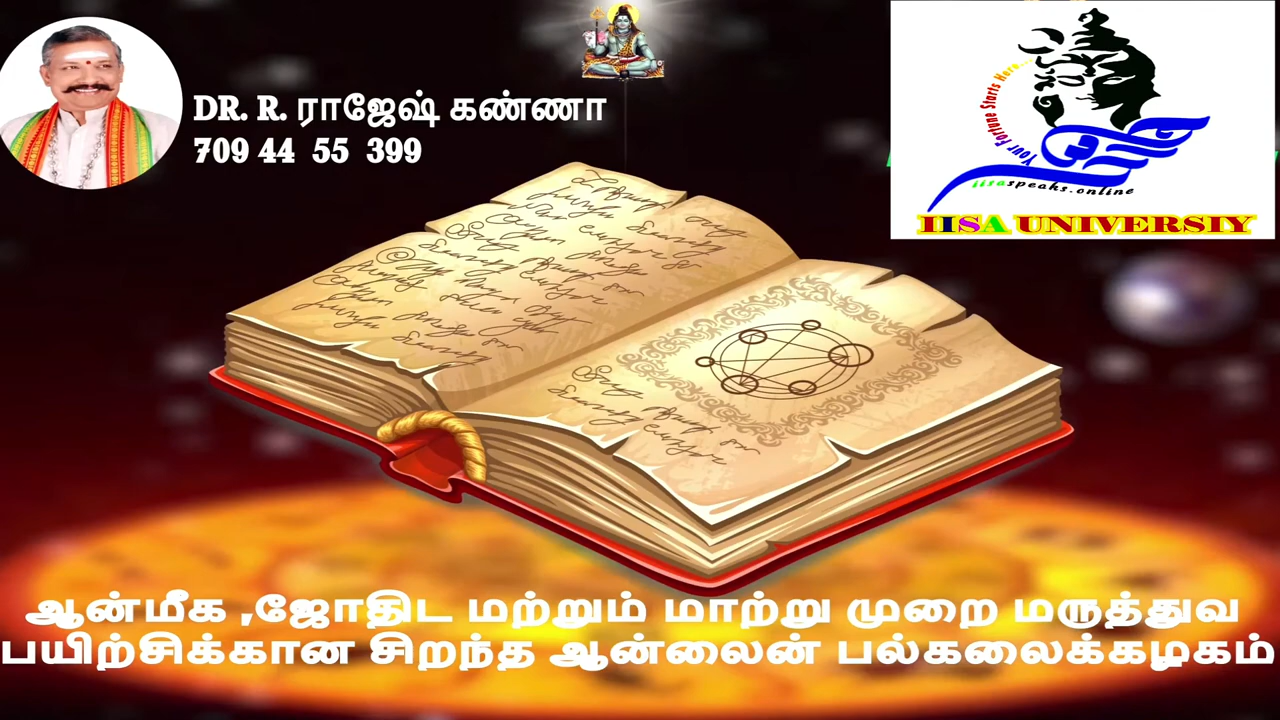 DR. R. ராஜேஷ் கண்ணா
709 44 55 399
Your Fortune Starts Here...
iisaspeaks.online
IISA UNIVERSIY
ஆன்மீக ,ஜோதிட மற்றும் மாற்று முறை மருத்துவ
பயிற்சிக்கான சிறந்த ஆன்லைன் பல்கலைக்கழகம்